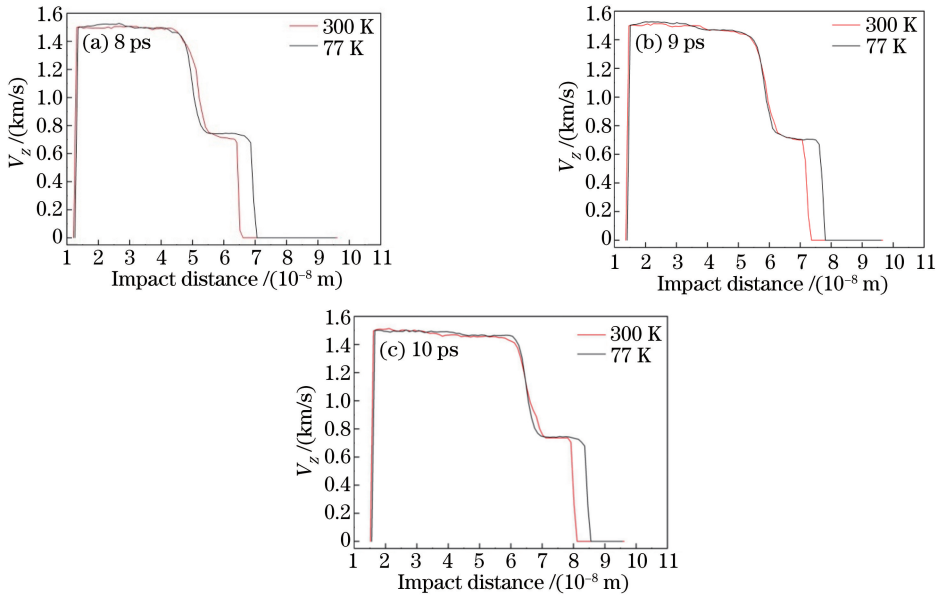 1.6
1.4
1.2
1.0
0.8
0.6
0.4
0.2
0
V_Z /(km/s)
(a) 8 ps
300 K
77 K
1 2 3 4 5 6 7 8 9 10 11
Impact distance /(10⁻⁸ m)
1.6
1.4
1.2
1.0
0.8
0.6
0.4
0.2
0
V_Z /(km/s)
(b) 9 ps
300 K
77 K
1 2 3 4 5 6 7 8 9 10 11
Impact distance /(10⁻⁸ m)
1.6
1.4
1.2
1.0
0.8
0.6
0.4
0.2
0
V_Z /(km/s)
(c) 10 ps
300 K
77 K
1 2 3 4 5 6 7 8 9 10 11
Impact distance /(10⁻⁸ m)